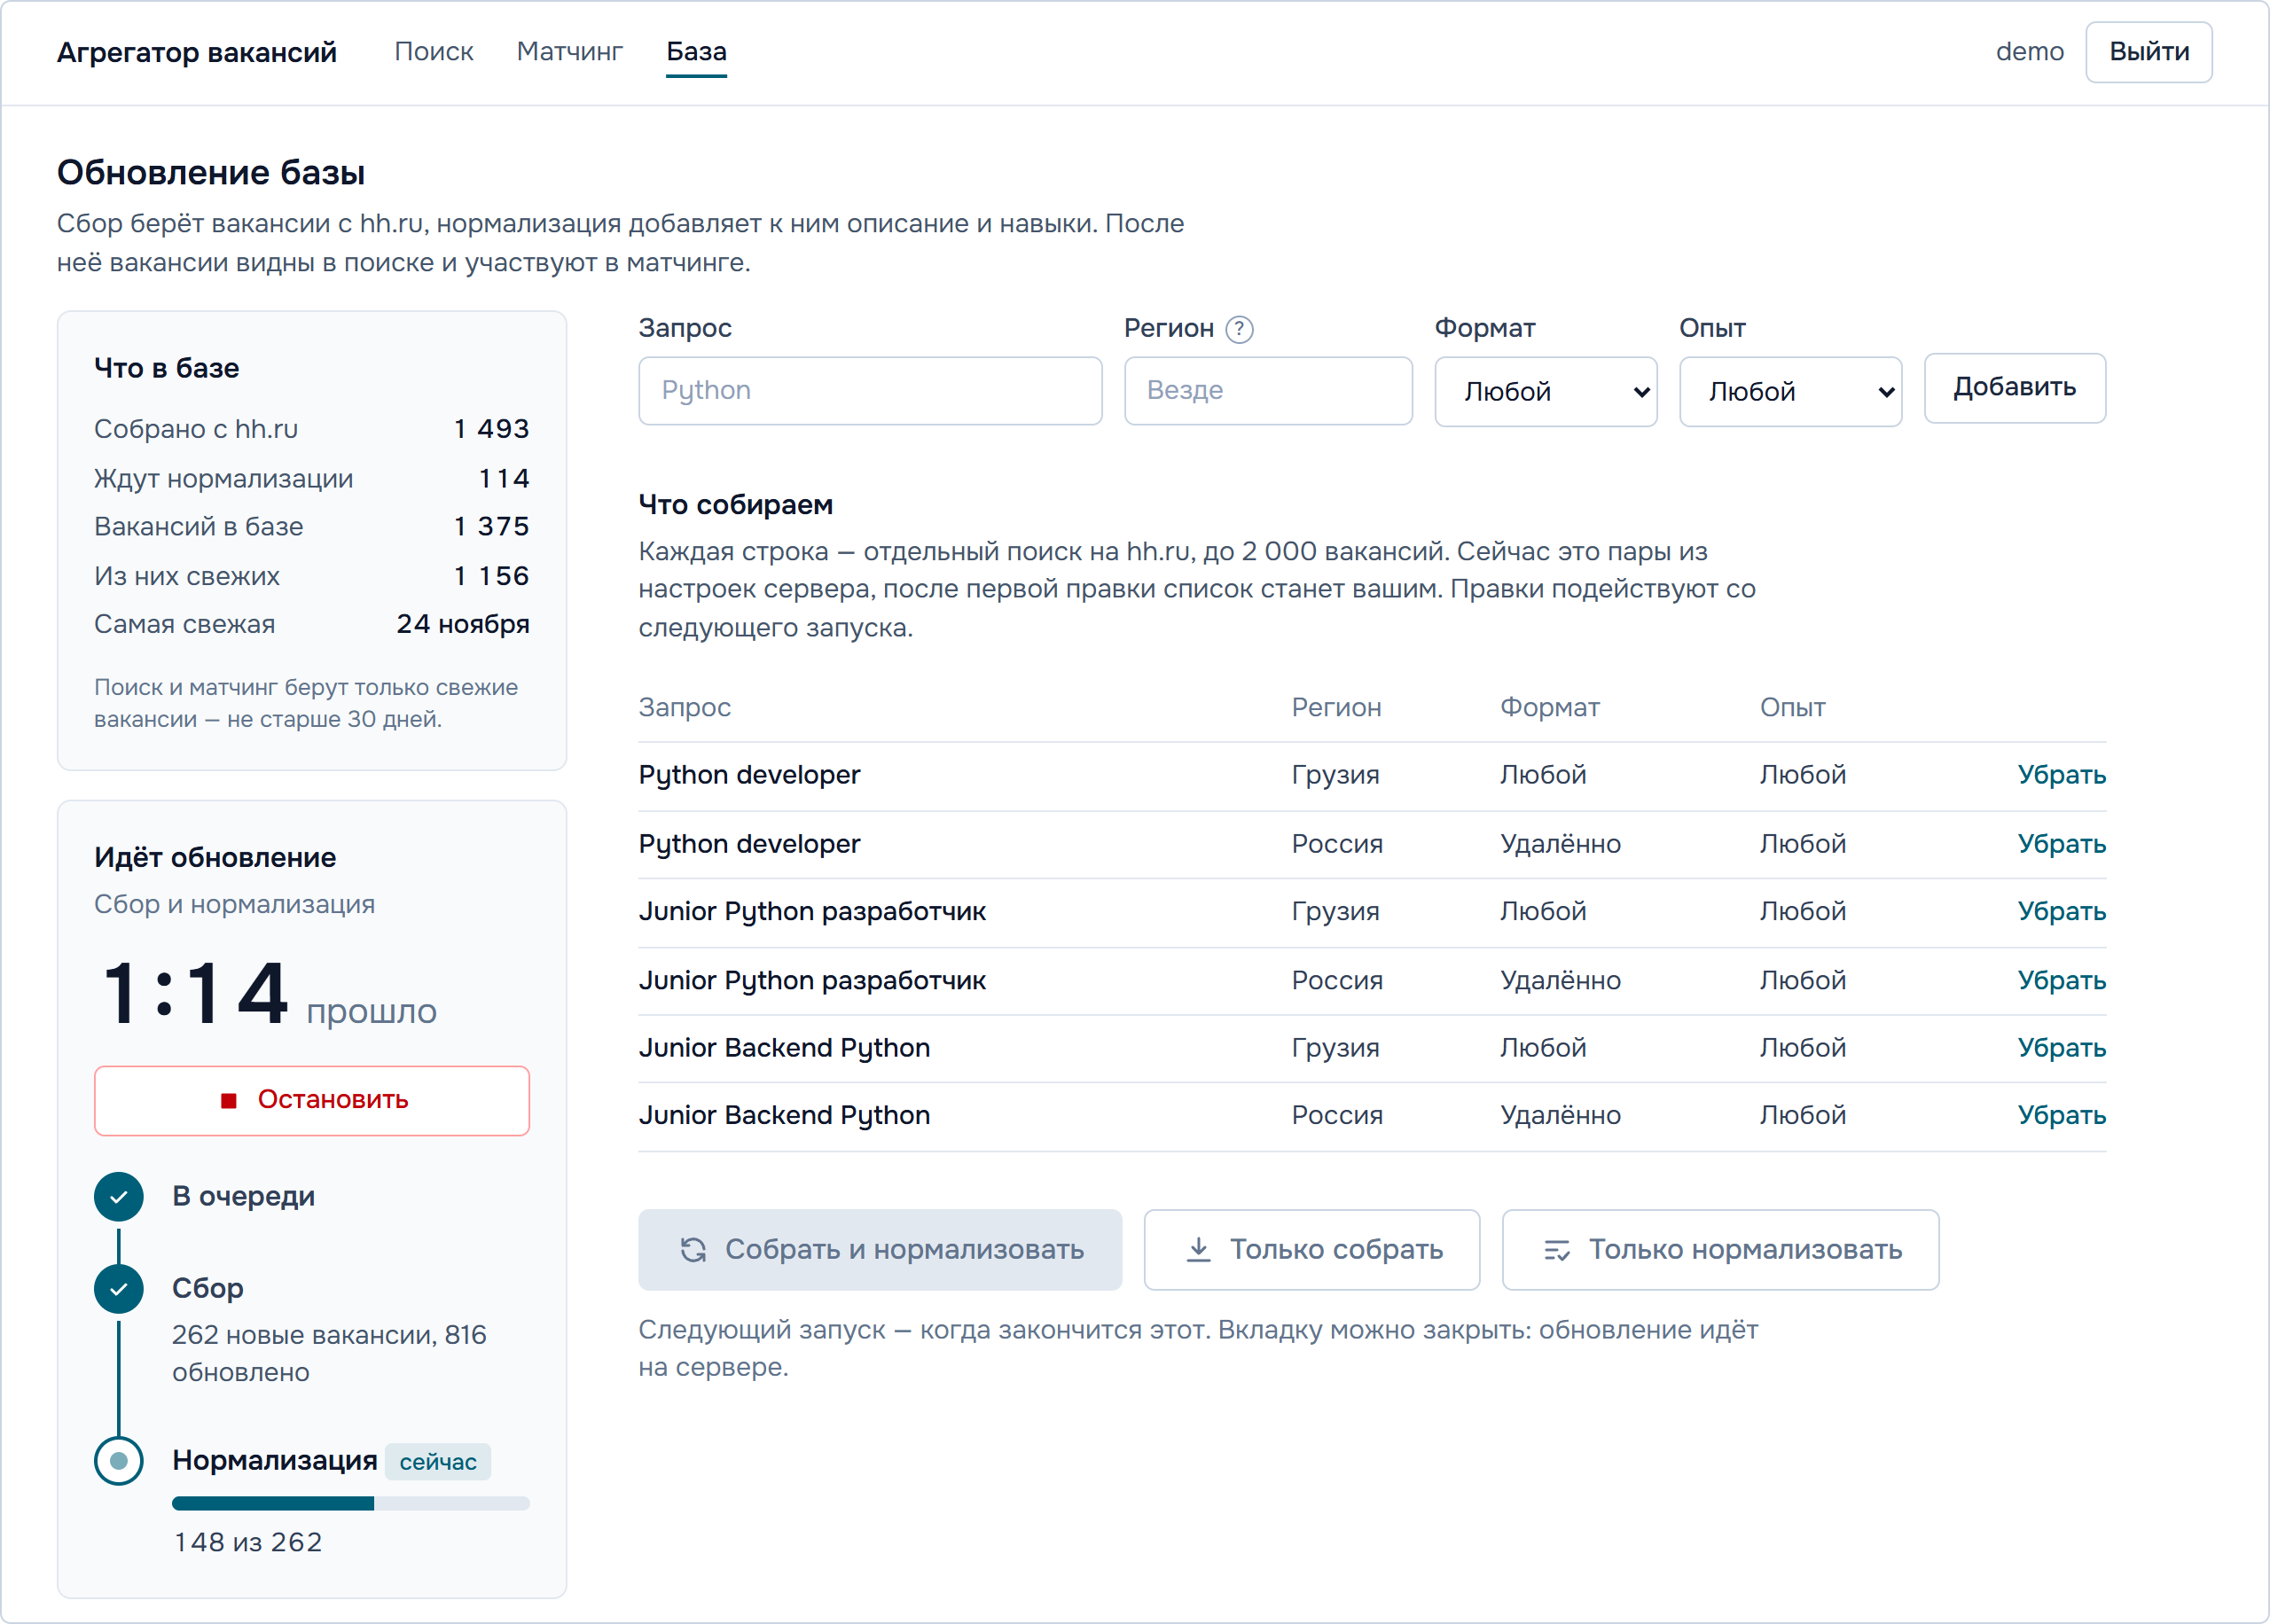 Агрегатор вакансий Поиск Матчинг База demo Выйти
Обновление базы
Сбор берёт вакансии с hh.ru, нормализация добавляет к ним описание и навыки. После
неё вакансии видны в поиске и участвуют в матчинге.
Что в базе
Собрано с hh.ru 1 493
Ждут нормализации 114
Вакансий в базе 1 375
Из них свежих 1 156
Самая свежая 24 ноября
Поиск и матчинг берут только свежие
вакансии — не старше 30 дней.
Идёт обновление
Сбор и нормализация
1:14 прошло
Остановить
В очереди
Сбор
262 новые вакансии, 816
обновлено
Нормализация сейчас
148 из 262
Запрос Регион ? Формат Опыт
Python Везде Любой Любой Добавить
Что собираем
Каждая строка — отдельный поиск на hh.ru, до 2 000 вакансий. Сейчас это пары из
настроек сервера, после первой правки список станет вашим. Правки подействуют со
следующего запуска.
Запрос Регион Формат Опыт
Python developer Грузия Любой Любой Убрать
Python developer Россия Удалённо Любой Убрать
Junior Python разработчик Грузия Любой Любой Убрать
Junior Python разработчик Россия Удалённо Любой Убрать
Junior Backend Python Грузия Любой Любой Убрать
Junior Backend Python Россия Удалённо Любой Убрать
Собрать и нормализовать Только собрать Только нормализовать
Следующий запуск — когда закончится этот. Вкладку можно закрыть: обновление идёт
на сервере.